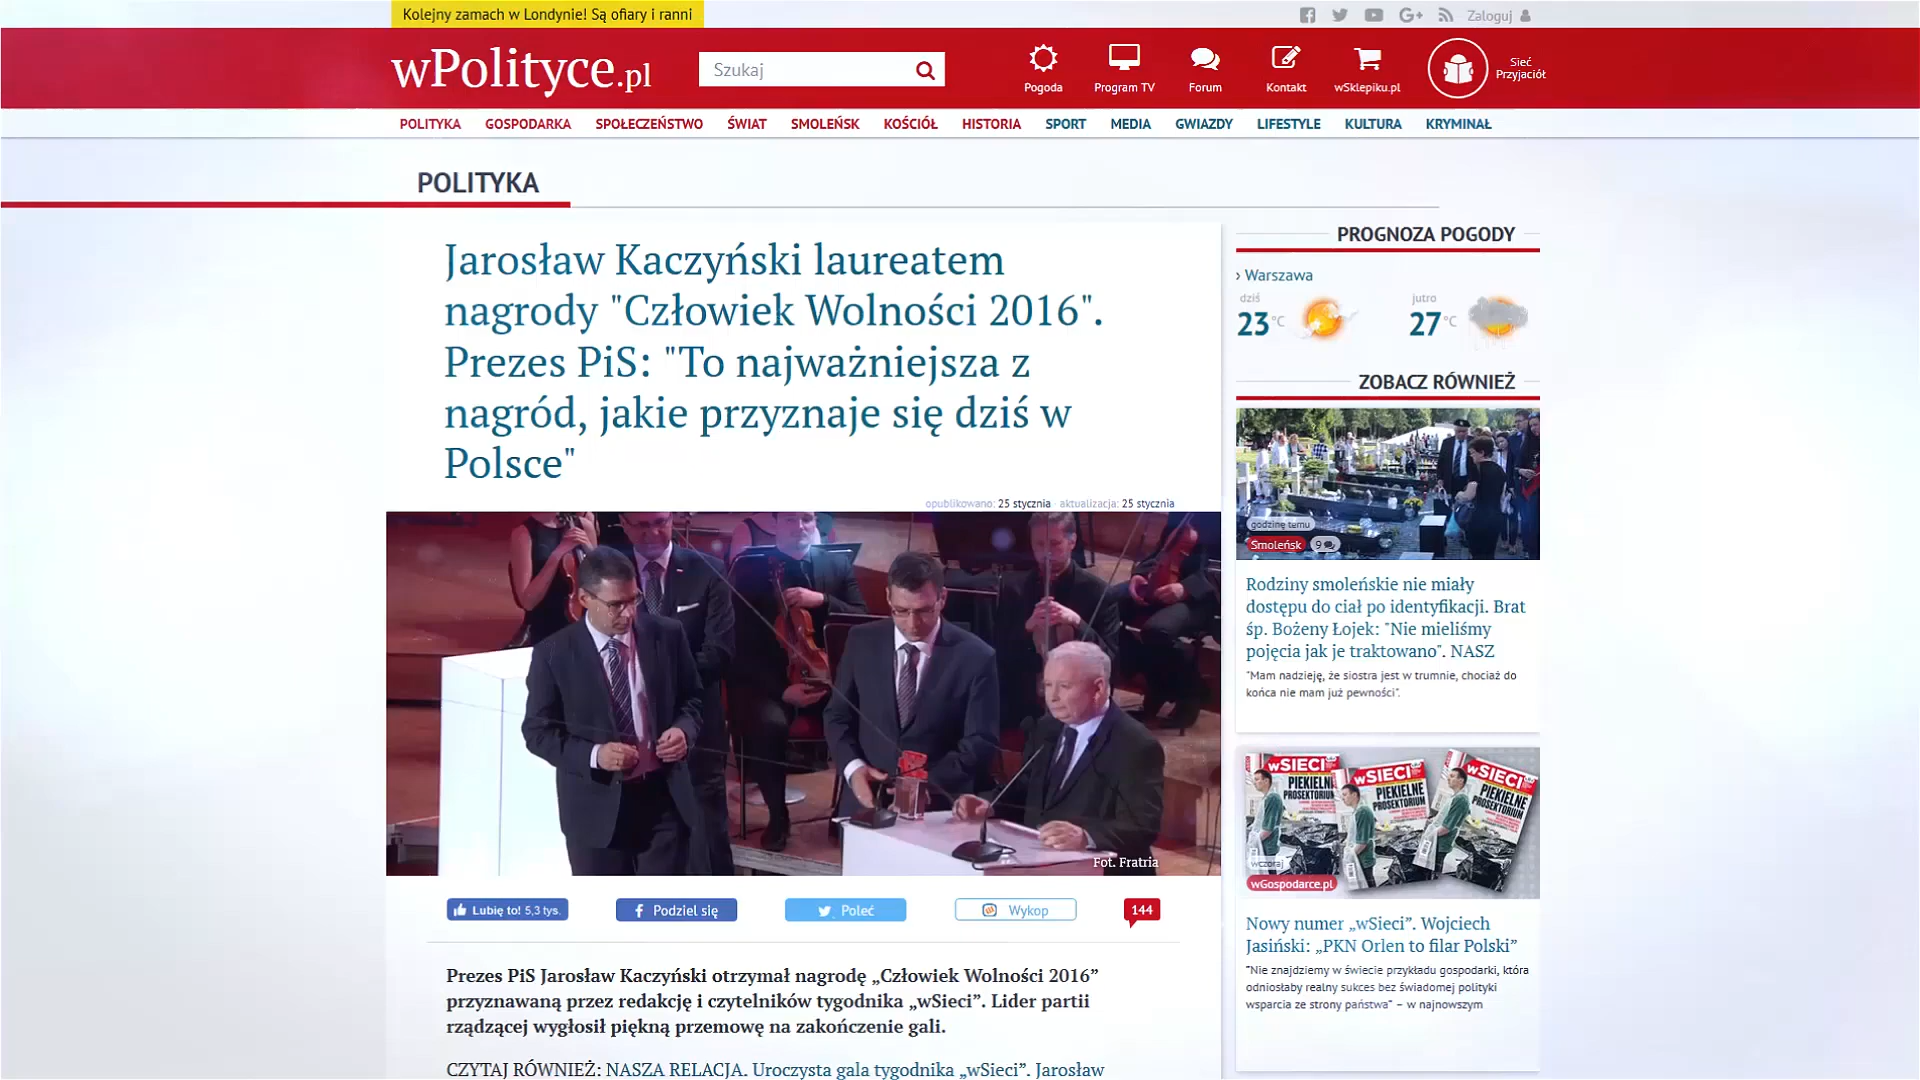 Kolejny zamach w Londynie! Są ofiary i ranni
Zaloguj
wPolityce.pl
Szukaj
Pogoda
Program TV
Forum
Kontakt
wSklepiku.pl
Sieć
Przyjaciół
POLITYKA GOSPODARKA SPOŁECZEŃSTWO ŚWIAT SMOLEŃSK KOŚCIÓŁ HISTORIA SPORT MEDIA GWIAZDY LIFESTYLE KULTURA KRYMINAŁ
POLITYKA
Jarosław Kaczyński laureatem
nagrody "Człowiek Wolności 2016".
Prezes PiS: "To najważniejsza z
nagród, jakie przyznaje się dziś w
Polsce"
opublikowano: 25 stycznia · aktualizacja: 25 stycznia
Fot. Fratria
Lubię to! 5,3 tys.
Podziel się
Poleć
Wykop
144
Prezes PiS Jarosław Kaczyński otrzymał nagrodę „Człowiek Wolności 2016”
przyznawaną przez redakcję i czytelników tygodnika „wSieci”. Lider partii
rządzącej wygłosił piękną przemowę na zakończenie gali.
CZYTAJ RÓWNIEŻ: NASZA RELACJA. Uroczysta gala tygodnika „wSieci”. Jarosław
PROGNOZA POGODY
› Warszawa
dziś
23 °C
jutro
27 °C
ZOBACZ RÓWNIEŻ
godzinę temu
Smoleńsk 9
Rodziny smoleńskie nie miały
dostępu do ciał po identyfikacji. Brat
śp. Bożeny Łojek: "Nie mieliśmy
pojęcia jak je traktowano". NASZ
"Mam nadzieję, że siostra jest w trumnie, chociaż do
końca nie mam już pewności".
wSIECI
PIEKIELNE
PROSEKTORIUM
wSIECI
PIEKIELNE
PROSEKTORIUM
wSIECI
PIEKIELNE
PROSEKTORIUM
wczoraj
wGospodarce.pl
Nowy numer „wSieci”. Wojciech
Jasiński: „PKN Orlen to filar Polski”
"Nie znajdziemy w świecie przykładu gospodarki, która
odniosłaby realny sukces bez świadomej polityki
wsparcia ze strony państwa" – w najnowszym